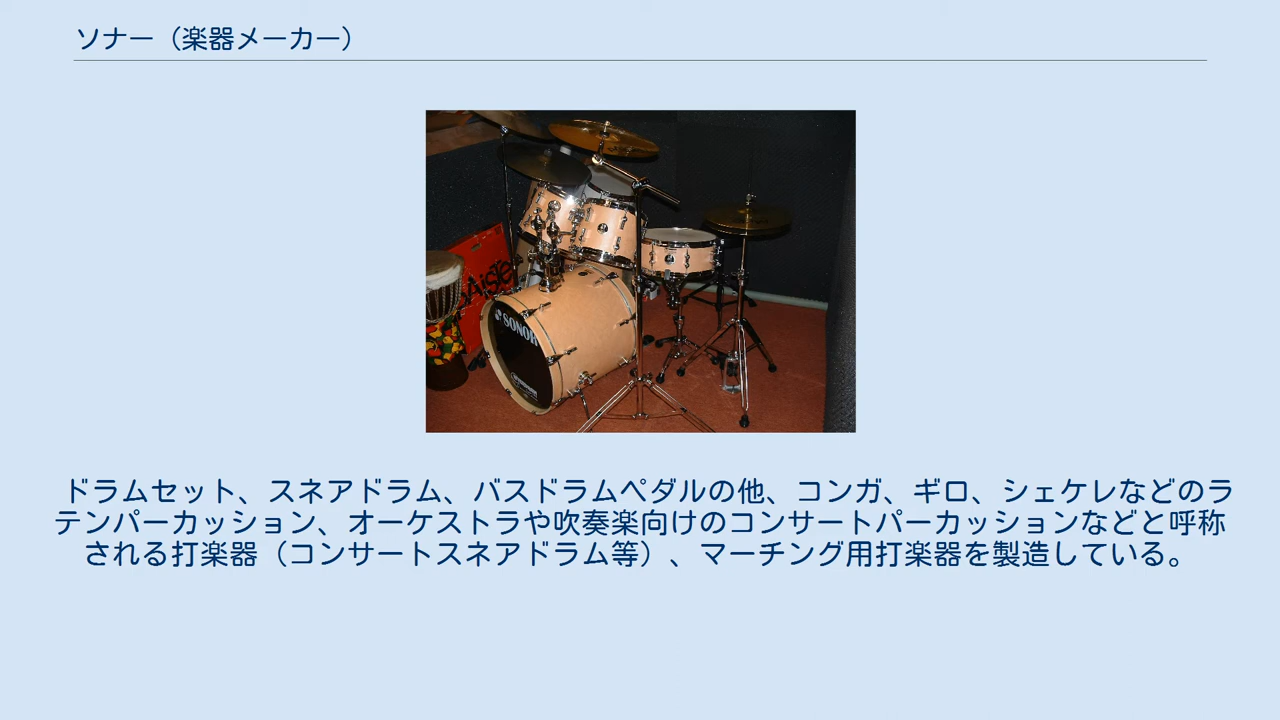 ソナー（楽器メーカー）
SONOR
ドラムセット、スネアドラム、バスドラムペダルの他、コンガ、ギロ、シェケレなどのラ
テンパーカッション、オーケストラや吹奏楽向けのコンサートパーカッションなどと呼称
される打楽器（コンサートスネアドラム等）、マーチング用打楽器を製造している。